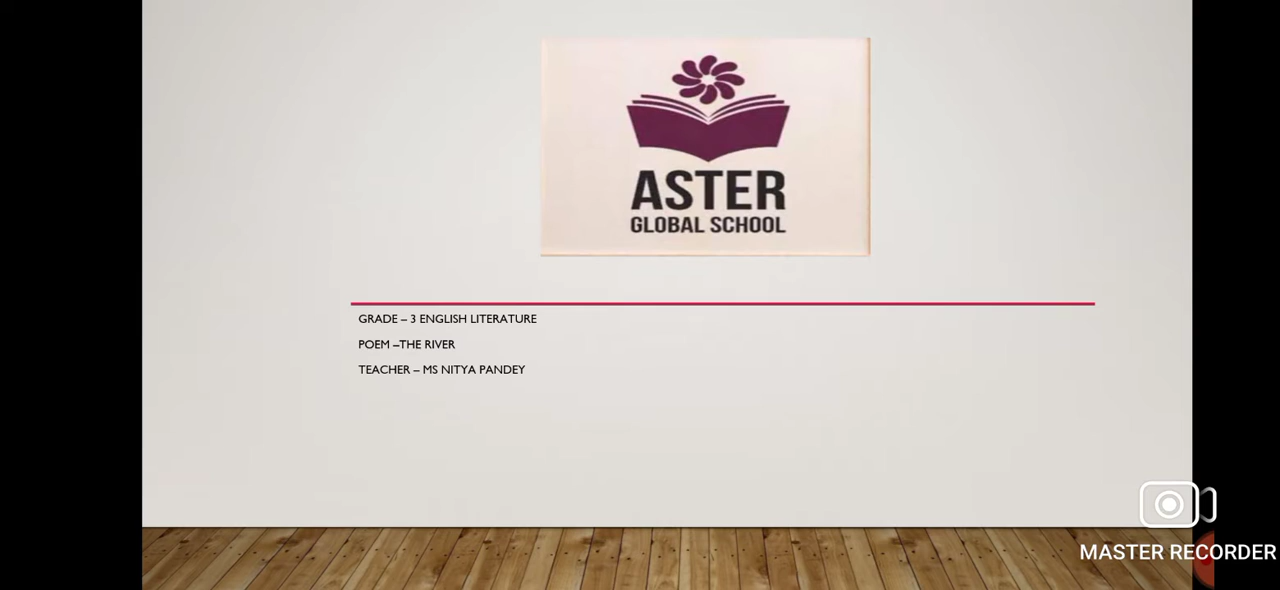 ASTER
GLOBAL SCHOOL
GRADE – 3 ENGLISH LITERATURE
POEM –THE RIVER
TEACHER – MS NITYA PANDEY
MASTER RECORDER